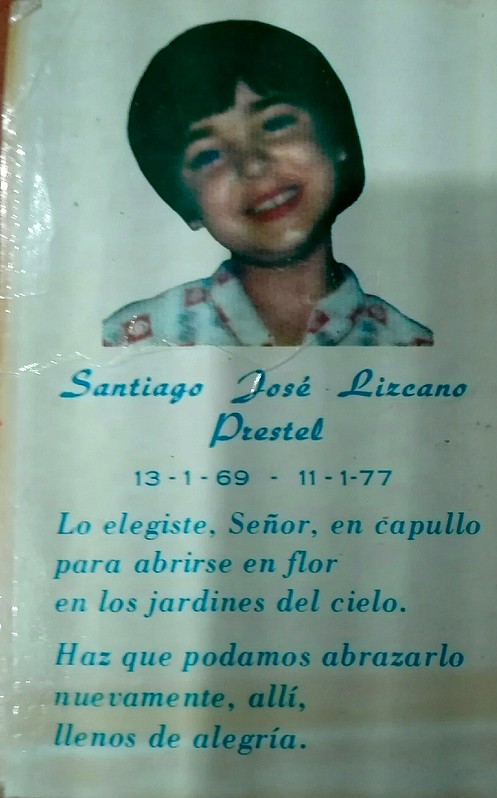 Santiago José Lizcano
Prestel
13-1-69 - 11-1-77
Lo elegiste, Señor, en capullo
para abrirse en flor
en los jardines del cielo.
Haz que podamos abrazarlo
nuevamente, allí,
llenos de alegría.